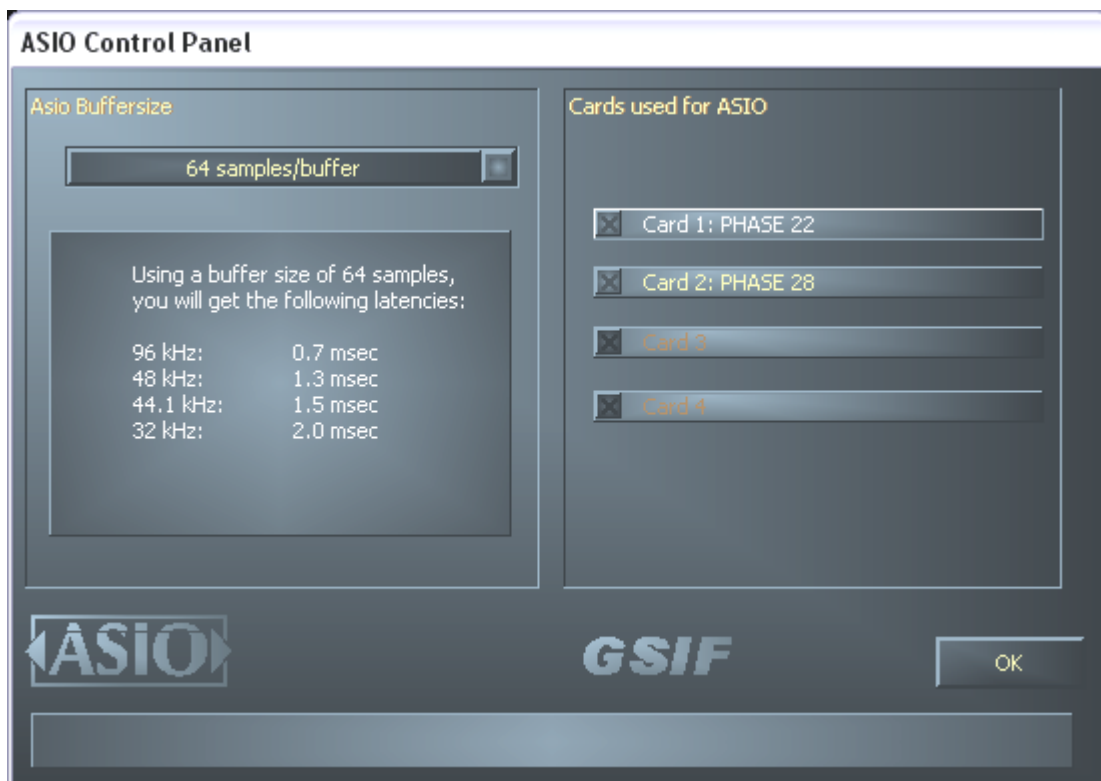 ASIO Control Panel
Asio Buffersize
64 samples/buffer
Using a buffer size of 64 samples,
you will get the following latencies:
96 kHz: 0.7 msec
48 kHz: 1.3 msec
44.1 kHz: 1.5 msec
32 kHz: 2.0 msec
Cards used for ASIO
Card 1: PHASE 22
Card 2: PHASE 28
Card 3
Card 4
ASiO
GSIF
OK